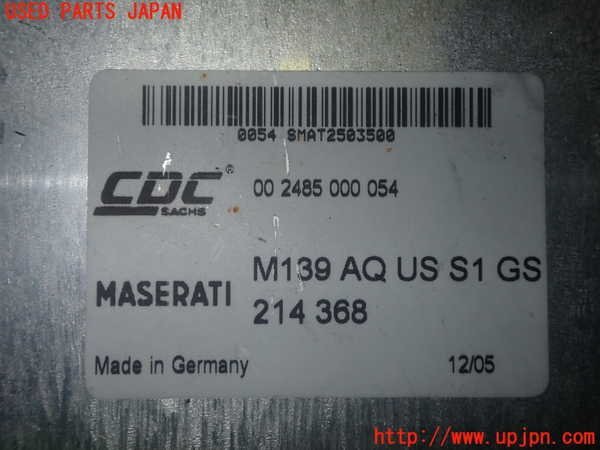 USED PARTS JAPAN
0054 SMAT2503500
CDC® 00 2485 000 054
SACHS
M139 AQ US S1 GS
MASERATI
214 368
Made in Germany 12/05
http://www.upjpn.com/